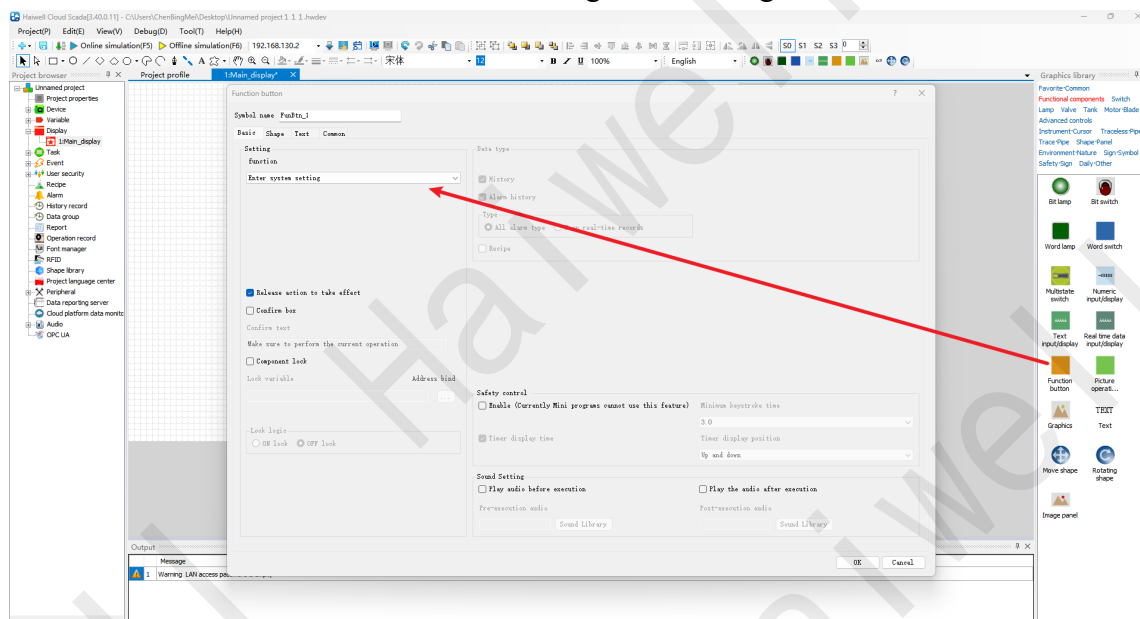 Haiwell Cloud Scada[3.40.0.11] - C:\Users\ChenBingMei\Desktop\Unnamed project 1 1 1.hwdev
Project(P) Edit(E) View(V) Debug(D) Tool(T) Help(H)
Online simulation(F5) Offline simulation(F6) 192.168.130.2 S0 S1 S2 S3 0
A 宋体 12 B Z U 100% English
Project browser
Project profile
1:Main_display*
Graphics library
Unnamed project
Project properties
Device
Variable
Display
1:Main_display
Task
Event
User security
Recipe
Alarm
History record
Data group
Report
Operation record
Font manager
RFID
Shape library
Project language center
Peripheral
Data reporting server
Cloud platform data monitc
Audio
OPC UA
Function button
Symbol name FunBtn_1
Basic Shape Text Common
Setting
function
Enter system setting
Data type
History
Alarm history
Type
All alarm type
real-time records
Recipe
Release action to take effect
Confirm box
Confirm text
Make sure to perform the current operation
Component lock
Lock variable Address bind
...
Lock logic
ON lock OFF lock
Safety control
Enable (Currently Mini programs cannot use this feature) Minimum keystroke time
3.0
Timer display time Timer display position
Up and down
Sound Setting
Play audio before execution Play the audio after execution
Pre-execution audio Post-execution audio
Sound Library Sound Library
OK Cancel
Favorite·Common
Functional components Switch
Lamp Valve Tank Motor·Blade
Advanced controls
Instrument·Cursor Traceless·Pipe
Trace·Pipe Shape·Panel
Environment·Nature Sign·Symbol
Safety·Sign Daily·Other
Bit lamp Bit switch
Word lamp Word switch
Multistate switch
Numeric input/display
Text input/display
Real time data input/display
Function button
Picture operati...
TEXT
Graphics Text
Move shape
Rotating shape
Image panel
Output
Message
1 Warning LAN access
Haiwell